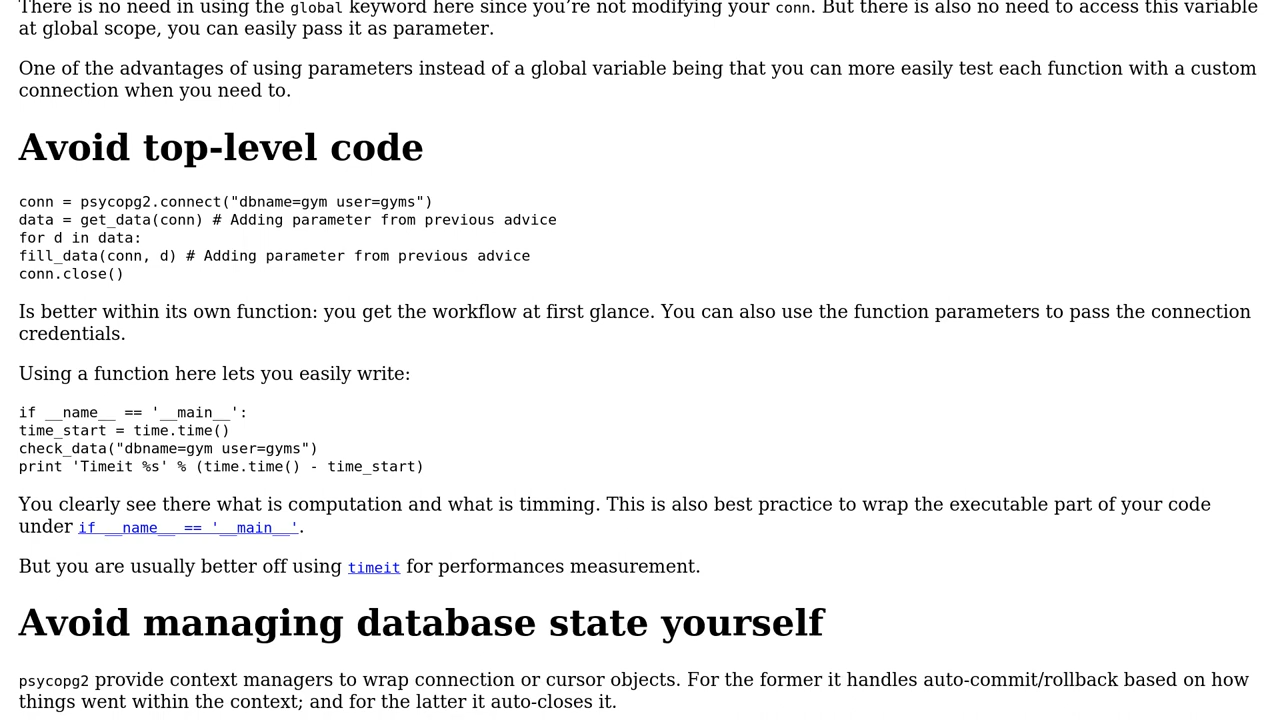 There is no need in using the global keyword here since you’re not modifying your conn. But there is also no need to access this variable
at global scope, you can easily pass it as parameter.
One of the advantages of using parameters instead of a global variable being that you can more easily test each function with a custom
connection when you need to.
Avoid top-level code
conn = psycopg2.connect("dbname=gym user=gyms")
data = get_data(conn) # Adding parameter from previous advice
for d in data:
fill_data(conn, d) # Adding parameter from previous advice
conn.close()
Is better within its own function: you get the workflow at first glance. You can also use the function parameters to pass the connection
credentials.
Using a function here lets you easily write:
if __name__ == '__main__':
time_start = time.time()
check_data("dbname=gym user=gyms")
print 'Timeit %s' % (time.time() - time_start)
You clearly see there what is computation and what is timming. This is also best practice to wrap the executable part of your code
under if __name__ == '__main__'.
But you are usually better off using timeit for performances measurement.
Avoid managing database state yourself
psycopg2 provide context managers to wrap connection or cursor objects. For the former it handles auto-commit/rollback based on how
things went within the context; and for the latter it auto-closes it.